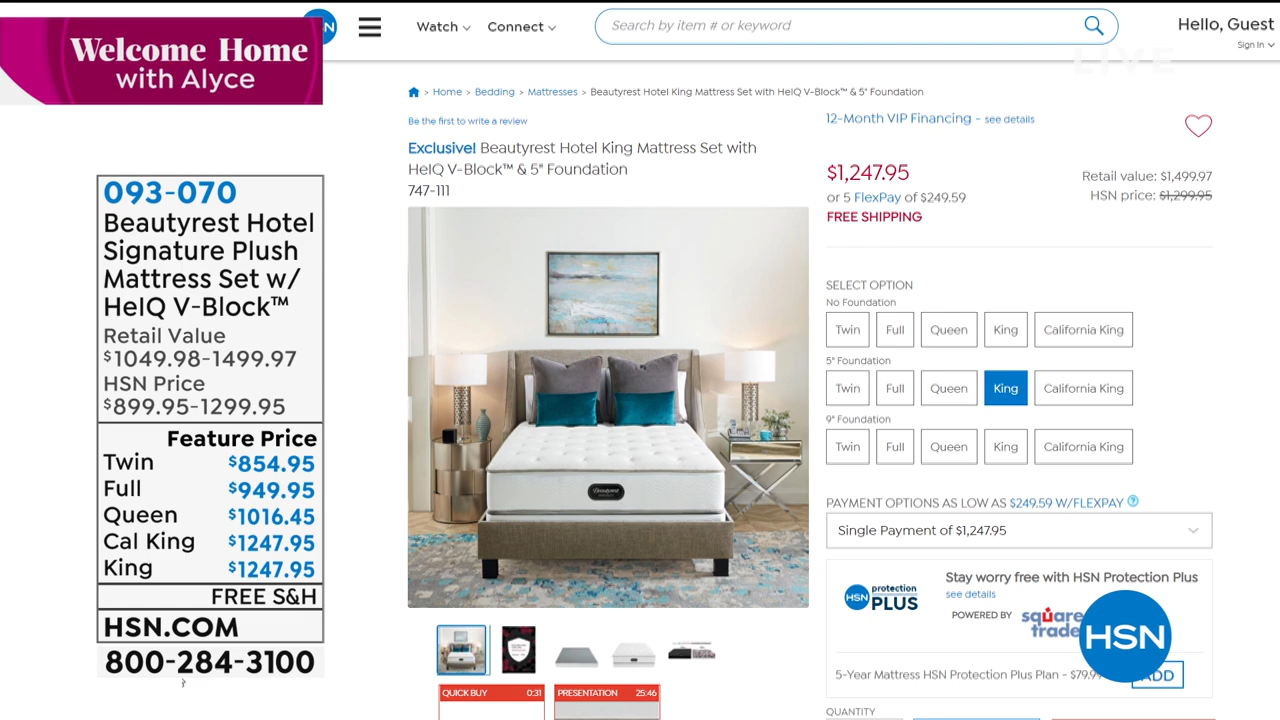 Welcome Home
with Alyce
093-070
Beautyrest Hotel
Signature Plush
Mattress Set w/
HeIQ V-Block™
Retail Value
$1049.98-1499.97
HSN Price
$899.95-1299.95
Feature Price
Twin $854.95
Full $949.95
Queen $1016.45
Cal King $1247.95
King $1247.95
FREE S&H
HSN.COM
800-284-3100
Watch Connect
Search by item # or keyword
Hello, Guest
Sign In
LIVE
> Home > Bedding > Mattresses > Beautyrest Hotel King Mattress Set with HeIQ V-Block™ & 5" Foundation
Be the first to write a review
Exclusive! Beautyrest Hotel King Mattress Set with
HeIQ V-Block™ & 5" Foundation
747-111
Beautyrest
QUICK BUY 0:31
PRESENTATION 25:46
12-Month VIP Financing - see details
$1,247.95
or 5 FlexPay of $249.59
FREE SHIPPING
Retail value: $1,499.97
HSN price: $1,299.95
SELECT OPTION
No Foundation
Twin Full Queen King California King
5" Foundation
Twin Full Queen King California King
9" Foundation
Twin Full Queen King California King
PAYMENT OPTIONS AS LOW AS $249.59 W/FLEXPAY ?
Single Payment of $1,247.95
HSN protection PLUS
Stay worry free with HSN Protection Plus
see details
POWERED BY square trade
HSN
5-Year Mattress HSN Protection Plus Plan - $79.99
ADD
QUANTITY